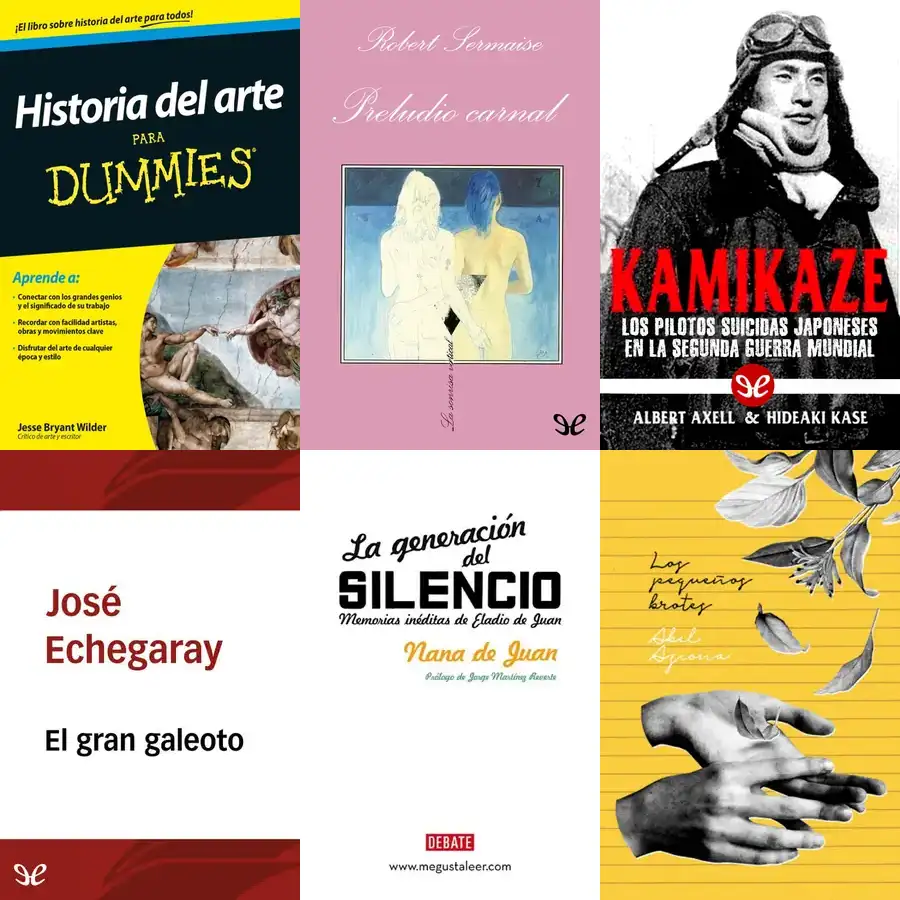 ¡El libro sobre historia del arte para todos!
Historia del arte
PARA
DUMMIES®
Aprende a:
• Conectar con los grandes genios
y el significado de su trabajo
• Recordar con facilidad artistas,
obras y movimientos clave
• Disfrutar del arte de cualquier
época y estilo
Jesse Bryant Wilder
Crítico de arte y escritor
Robert Sermaise
Preludio carnal
La sonrisa vertical
KAMIKAZE
LOS PILOTOS SUICIDAS JAPONESES
EN LA SEGUNDA GUERRA MUNDIAL
ALBERT AXELL & HIDEAKI KASE
José
Echegaray
El gran galeoto
La generación
del
SILENCIO
Memorias inéditas de Eladio de Juan
Nana de Juan
Prólogo de Jorge Martínez Reverte
DEBATE
www.megustaleer.com
Los
pequeños
brotes
Abel
Azcona